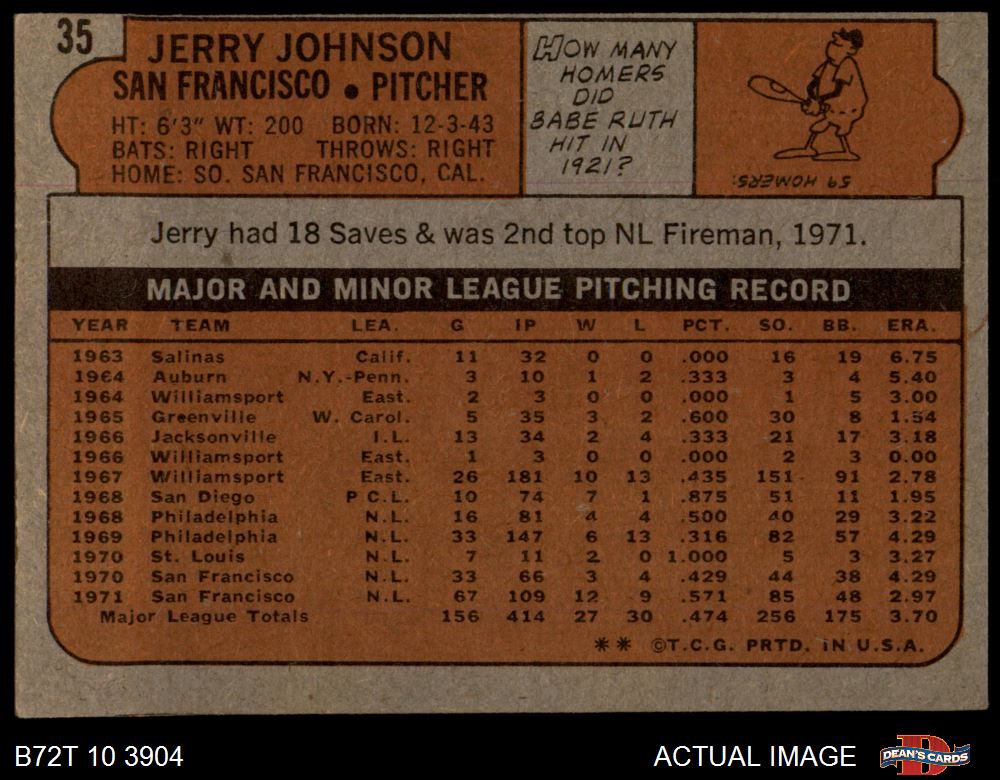 35
JERRY JOHNSON
SAN FRANCISCO • PITCHER
HT: 6'3" WT: 200 BORN: 12-3-43
BATS: RIGHT THROWS: RIGHT
HOME: SO. SAN FRANCISCO, CAL.
HOW MANY
HOMERS
DID
BABE RUTH
HIT IN
1921?
59 HOMERS.
Jerry had 18 Saves & was 2nd top NL Fireman, 1971.
MAJOR AND MINOR LEAGUE PITCHING RECORD
YEAR TEAM LEA. G IP W L PCT. SO. BB. ERA.
1963 Salinas Calif. 11 32 0 0 .000 16 19 6.75
1964 Auburn N.Y.-Penn. 3 10 1 2 .333 3 4 5.40
1964 Williamsport East. 2 3 0 0 .000 1 5 3.00
1965 Greenville W. Carol. 5 35 3 2 .600 30 8 1.54
1966 Jacksonville I.L. 13 34 2 4 .333 21 17 3.18
1966 Williamsport East. 1 3 0 0 .000 2 3 0.00
1967 Williamsport East. 26 181 10 13 .435 151 91 2.78
1968 San Diego P.C.L. 10 74 7 1 .875 51 11 1.95
1968 Philadelphia N.L. 16 81 4 4 .500 40 29 3.22
1969 Philadelphia N.L. 33 147 6 13 .316 82 57 4.29
1970 St. Louis N.L. 7 11 2 0 1.000 5 3 3.27
1970 San Francisco N.L. 33 66 3 4 .429 44 38 4.29
1971 San Francisco N.L. 67 109 12 9 .571 85 48 2.97
Major League Totals 156 414 27 30 .474 256 175 3.70
** ©T.C.G. PRTD. IN U.S.A.
B72T 10 3904
ACTUAL IMAGE
D
DEAN'S CARDS